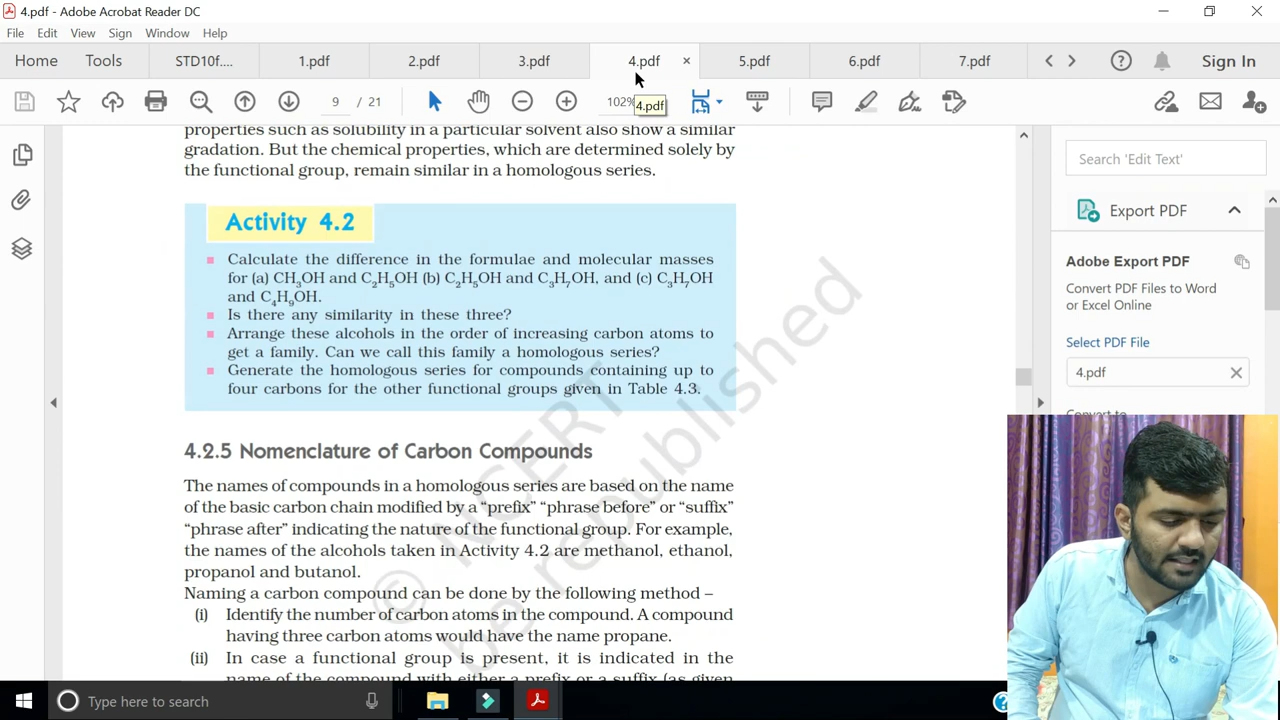 4.pdf - Adobe Acrobat Reader DC
File Edit View Sign Window Help
Home Tools STD10f.... 1.pdf 2.pdf 3.pdf 4.pdf × 5.pdf 6.pdf 7.pdf Sign In
9 / 21 102%
4.pdf
properties such as solubility in a particular solvent also show a similar
gradation. But the chemical properties, which are determined solely by
the functional group, remain similar in a homologous series.
Activity 4.2
Calculate the difference in the formulae and molecular masses
for (a) CH₃OH and C₂H₅OH (b) C₂H₅OH and C₃H₇OH, and (c) C₃H₇OH
and C₄H₉OH.
Is there any similarity in these three?
Arrange these alcohols in the order of increasing carbon atoms to
get a family. Can we call this family a homologous series?
Generate the homologous series for compounds containing up to
four carbons for the other functional groups given in Table 4.3.
4.2.5 Nomenclature of Carbon Compounds
The names of compounds in a homologous series are based on the name
of the basic carbon chain modified by a “prefix” “phrase before” or “suffix”
“phrase after” indicating the nature of the functional group. For example,
the names of the alcohols taken in Activity 4.2 are methanol, ethanol,
propanol and butanol.
Naming a carbon compound can be done by the following method –
(i) Identify the number of carbon atoms in the compound. A compound
having three carbon atoms would have the name propane.
(ii) In case a functional group is present, it is indicated in the
name of the compound with either a prefix or a suffix (as given
© NCERT
be republished
Search 'Edit Text'
Export PDF
Adobe Export PDF
Convert PDF Files to Word
or Excel Online
Select PDF File
4.pdf
Convert to
Type here to search